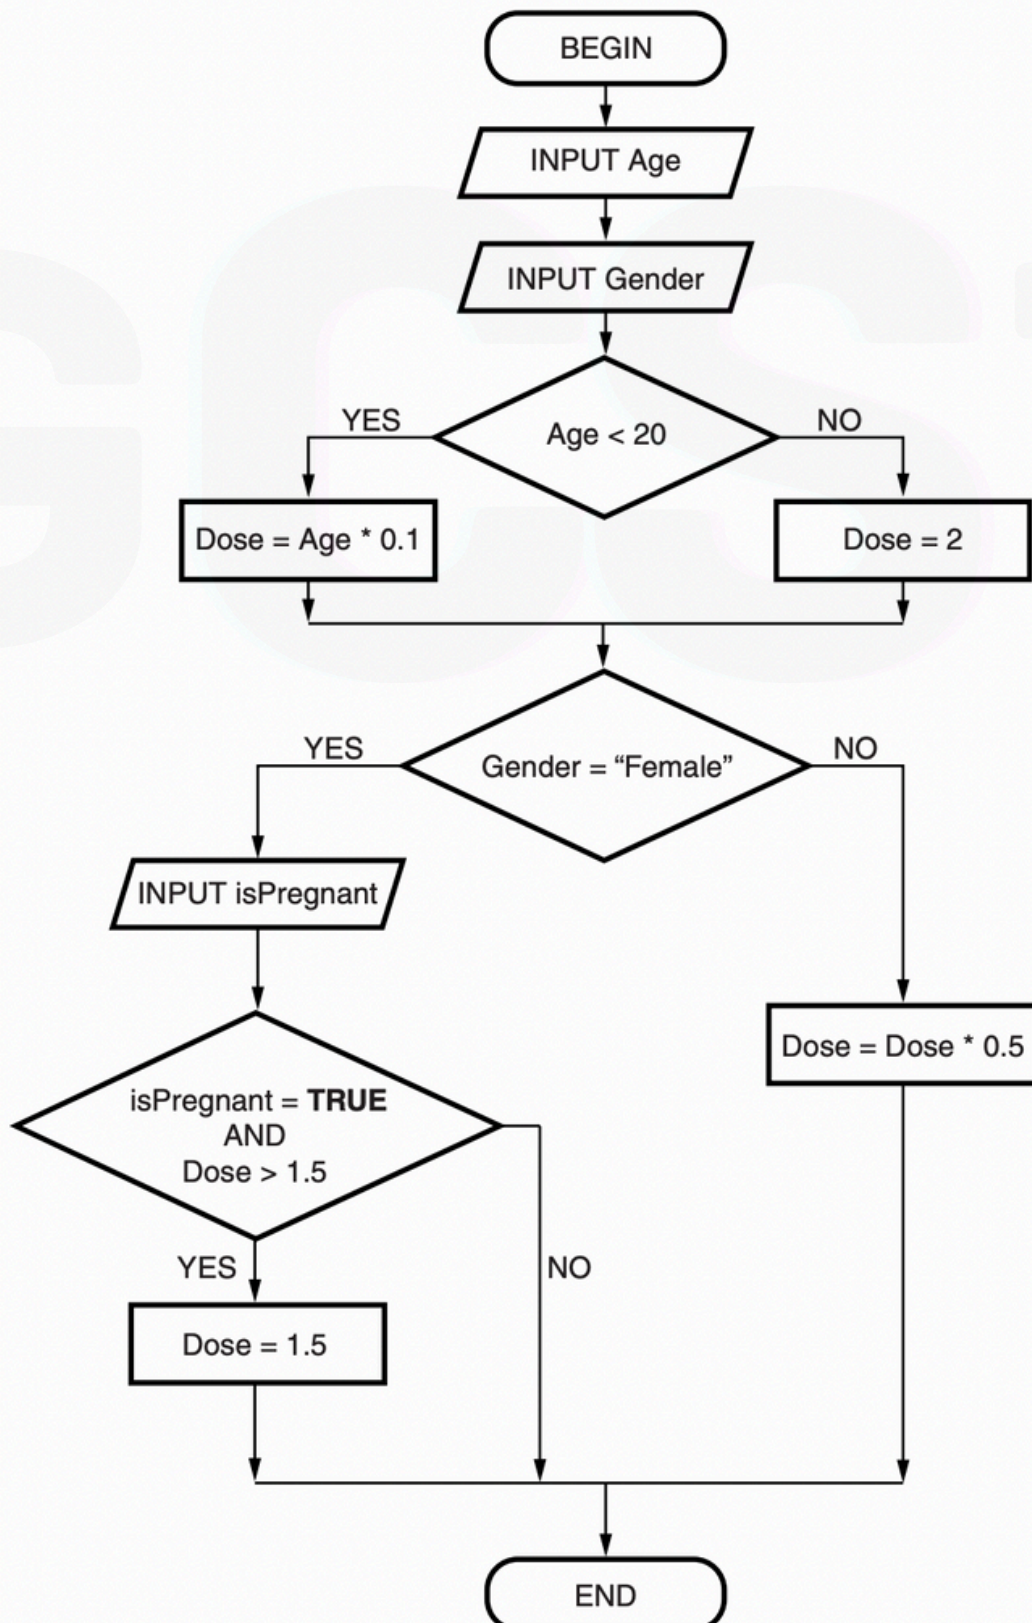 BEGIN
INPUT Age
INPUT Gender
Age < 20
YES
NO
Dose = Age * 0.1
Dose = 2
Gender = “Female”
YES
NO
INPUT isPregnant
Dose = Dose * 0.5
isPregnant = TRUE
AND
Dose > 1.5
YES
NO
Dose = 1.5
END